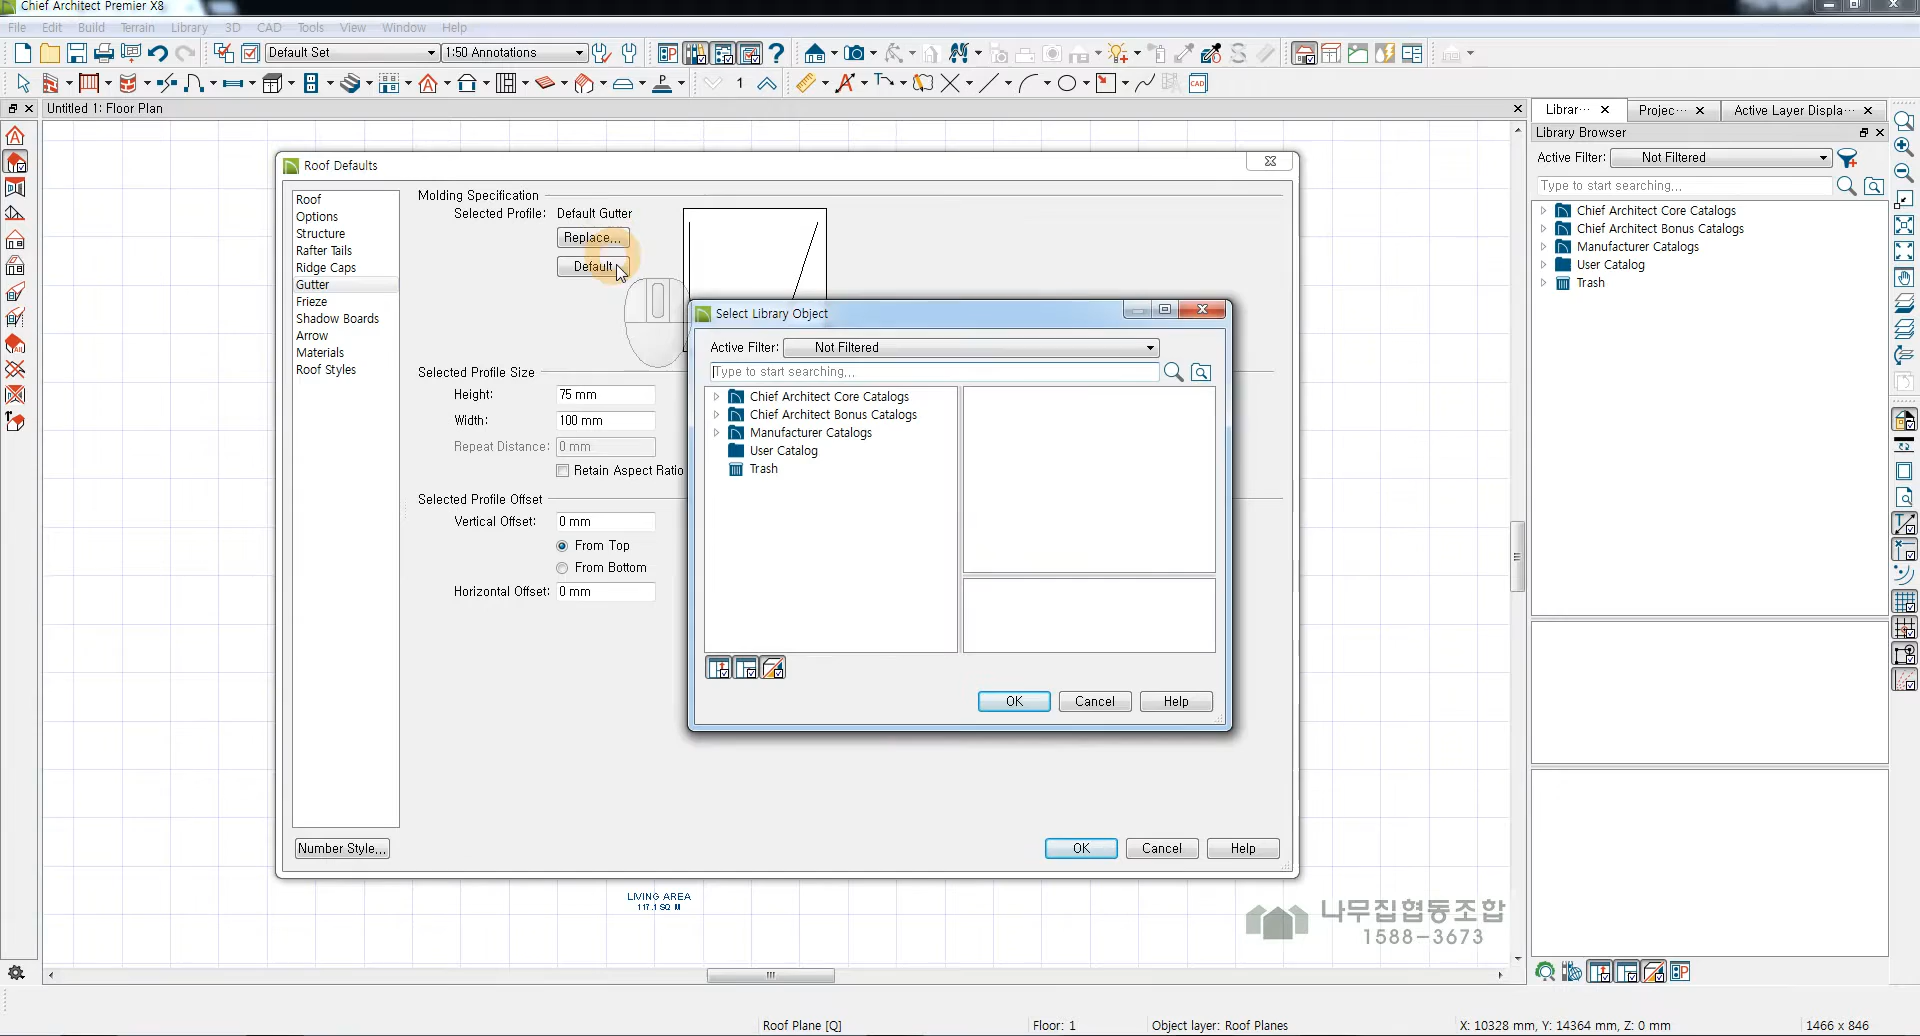 Chief Architect Premier X8
File Edit Build Terrain Library 3D CAD Tools View Window Help
Default Set 1:50 Annotations
1
CAD
Untitled 1: Floor Plan
Librar··· Projec··· Active Layer Displa···
Library Browser
Active Filter: Not Filtered
Type to start searching...
Chief Architect Core Catalogs
Chief Architect Bonus Catalogs
Manufacturer Catalogs
User Catalog
Trash
Roof Defaults
Roof
Options
Structure
Rafter Tails
Ridge Caps
Gutter
Frieze
Shadow Boards
Arrow
Materials
Roof Styles
Number Style...
Molding Specification
Selected Profile: Default Gutter
Replace...
Default
Selected Profile Size
Height: 75 mm
Width: 100 mm
Repeat Distance: 0 mm
Retain Aspect Ratio
Selected Profile Offset
Vertical Offset: 0 mm
From Top
From Bottom
Horizontal Offset: 0 mm
OK Cancel Help
Select Library Object
Active Filter: Not Filtered
Type to start searching...
Chief Architect Core Catalogs
Chief Architect Bonus Catalogs
Manufacturer Catalogs
User Catalog
Trash
OK Cancel Help
LIVING AREA
117.1 SQ M
나무집협동조합
1588-3673
Roof Plane [Q] Floor: 1 Object layer: Roof Planes X: 10328 mm, Y: 14364 mm, Z: 0 mm 1466 x 846